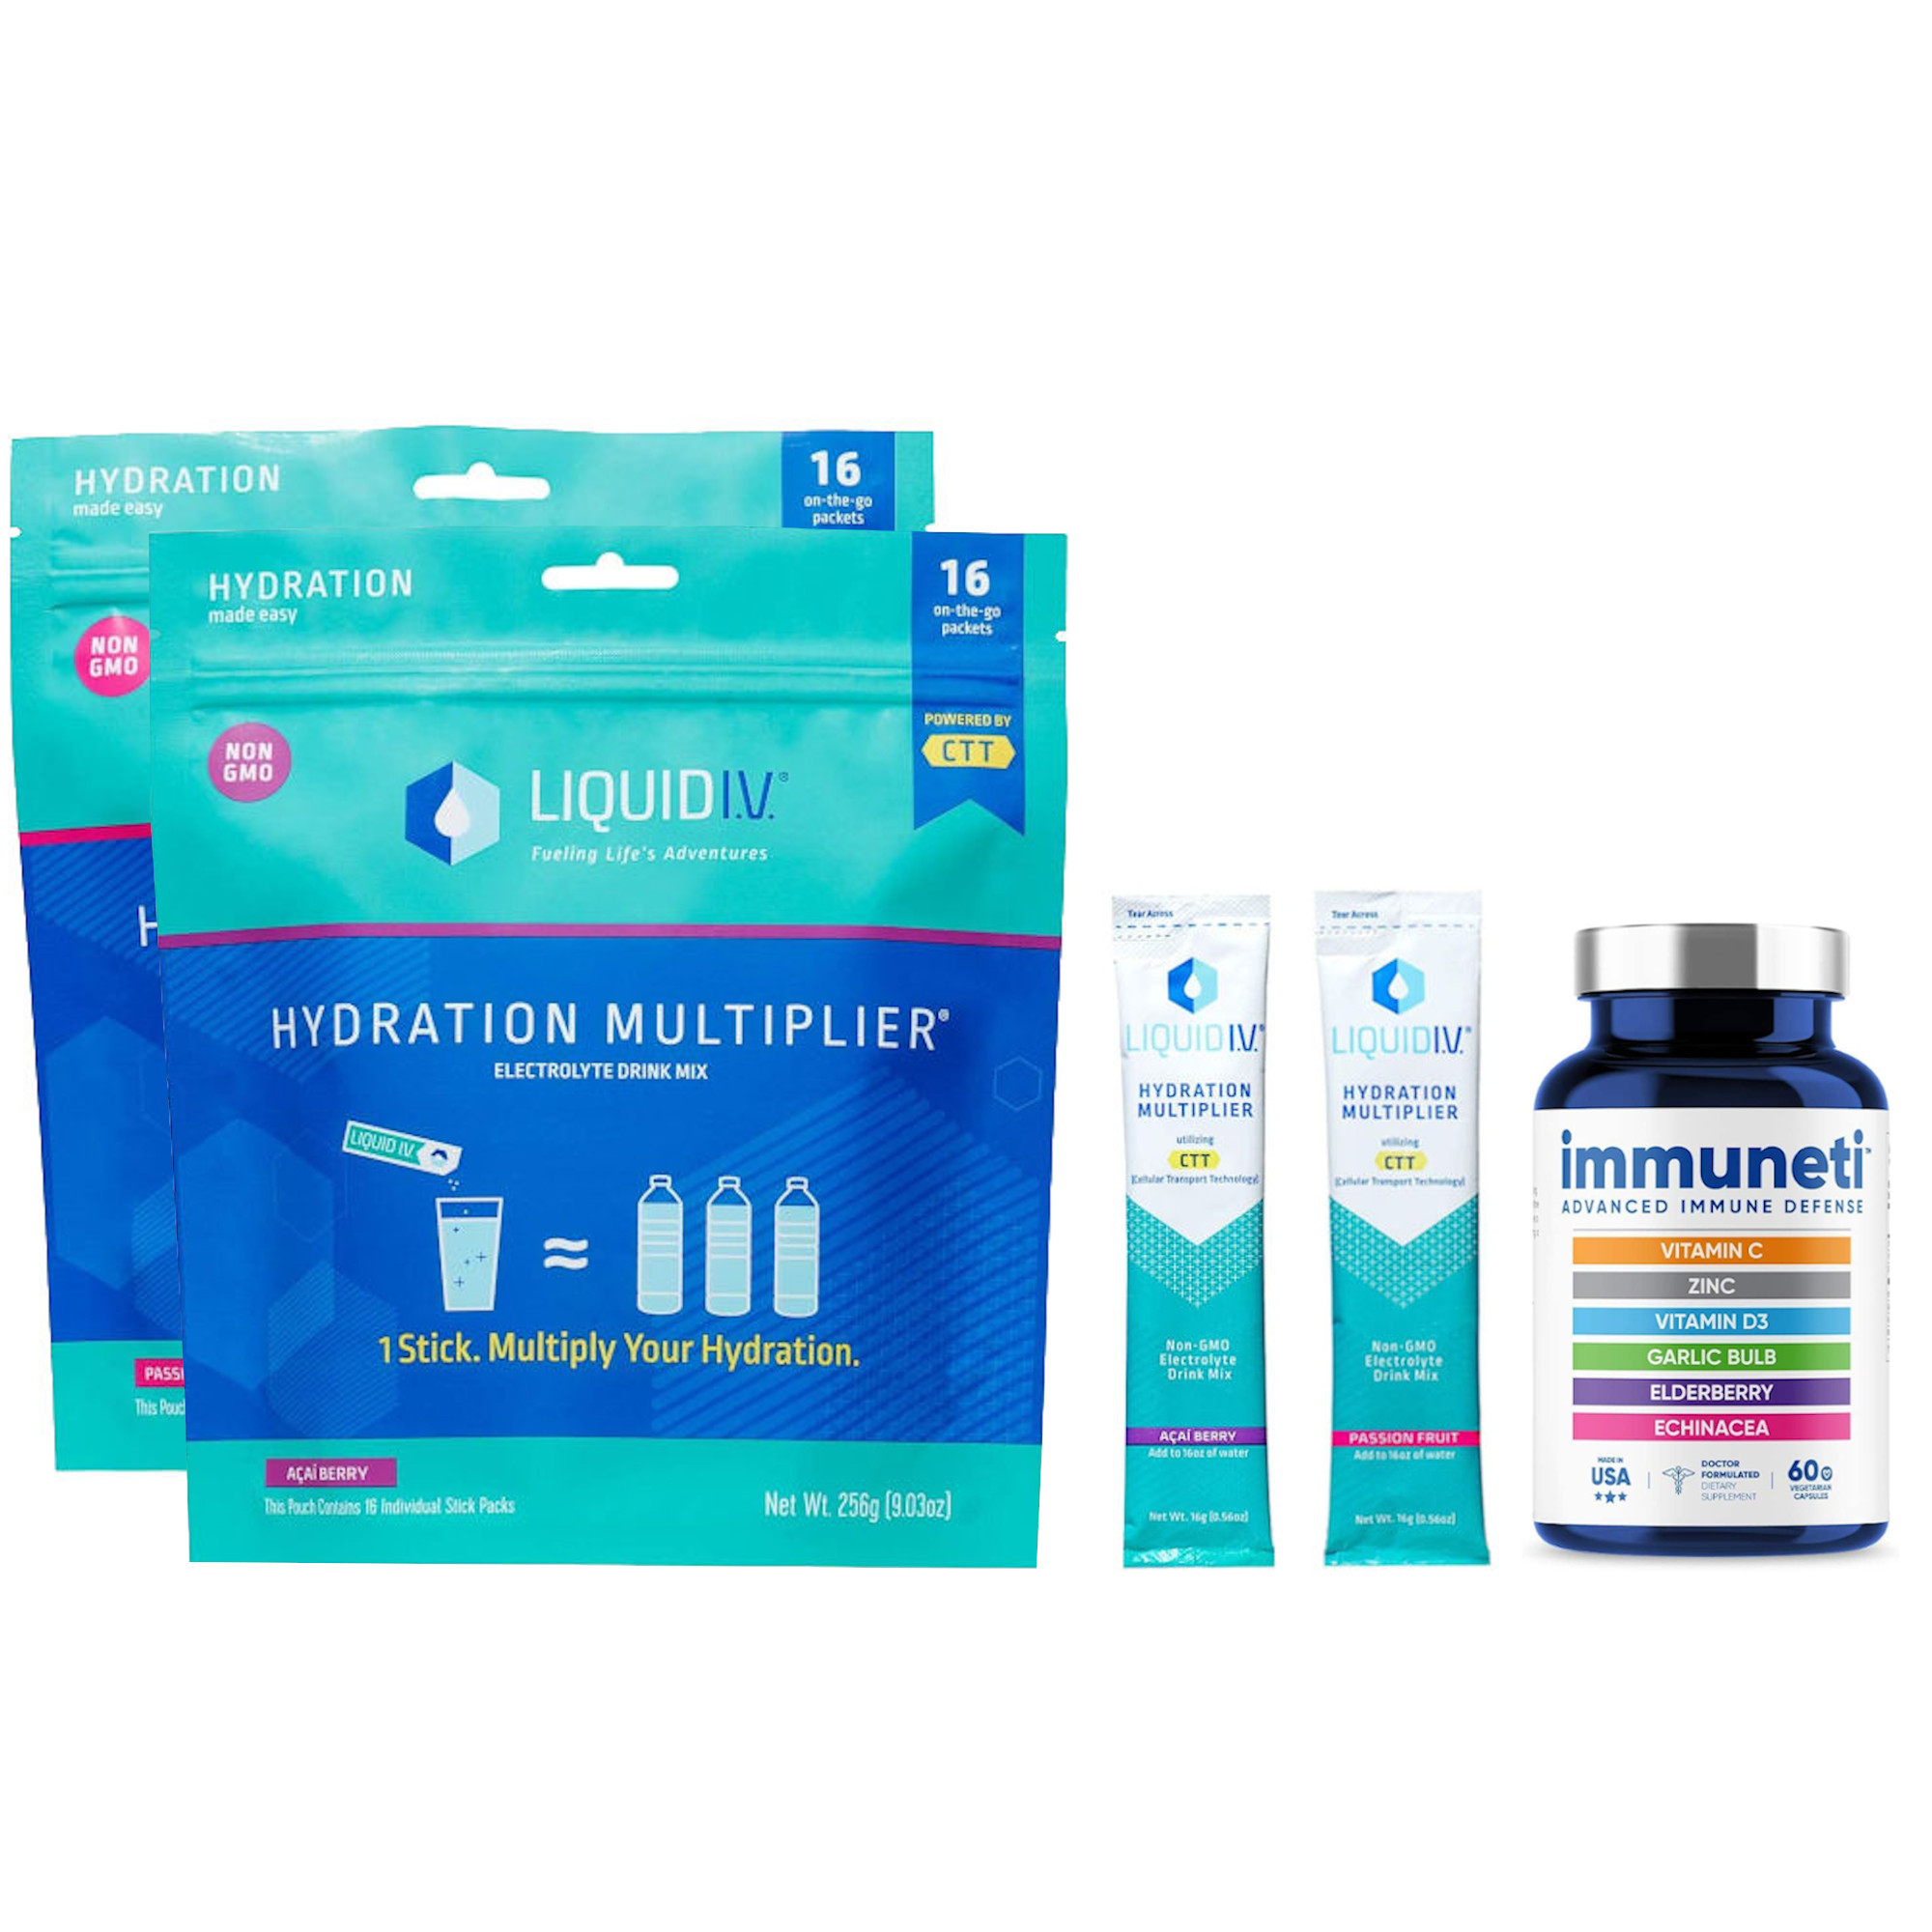 HYDRATION
made easy
16
on-the-go
packets
NON
GMO
H
PASSI
This Pouc
HYDRATION
made easy
16
on-the-go
packets
POWERED BY
CTT
NON
GMO
LIQUID I.V.®
Fueling Life's Adventures
HYDRATION MULTIPLIER®
ELECTROLYTE DRINK MIX
LIQUID I.V.
≈
1 Stick. Multiply Your Hydration.
AÇAÍ BERRY
This Pouch Contains 16 Individual Stick Packs
Net Wt. 256g (9.03oz)
Tear Across
LIQUID I.V.®
HYDRATION
MULTIPLIER
utilizing
CTT
(Cellular Transport Technology)
Non-GMO
Electrolyte
Drink Mix
AÇAÍ BERRY
Add to 16oz of water
Net Wt. 16g (0.56oz)
Tear Across
LIQUID I.V.®
HYDRATION
MULTIPLIER
utilizing
CTT
(Cellular Transport Technology)
Non-GMO
Electrolyte
Drink Mix
PASSION FRUIT
Add to 16oz of water
Net Wt. 16g (0.56oz)
immuneti™
ADVANCED IMMUNE DEFENSE
VITAMIN C
ZINC
VITAMIN D3
GARLIC BULB
ELDERBERRY
ECHINACEA
MADE IN
USA
DOCTOR
FORMULATED
DIETARY
SUPPLEMENT
60
VEGETARIAN
CAPSULES